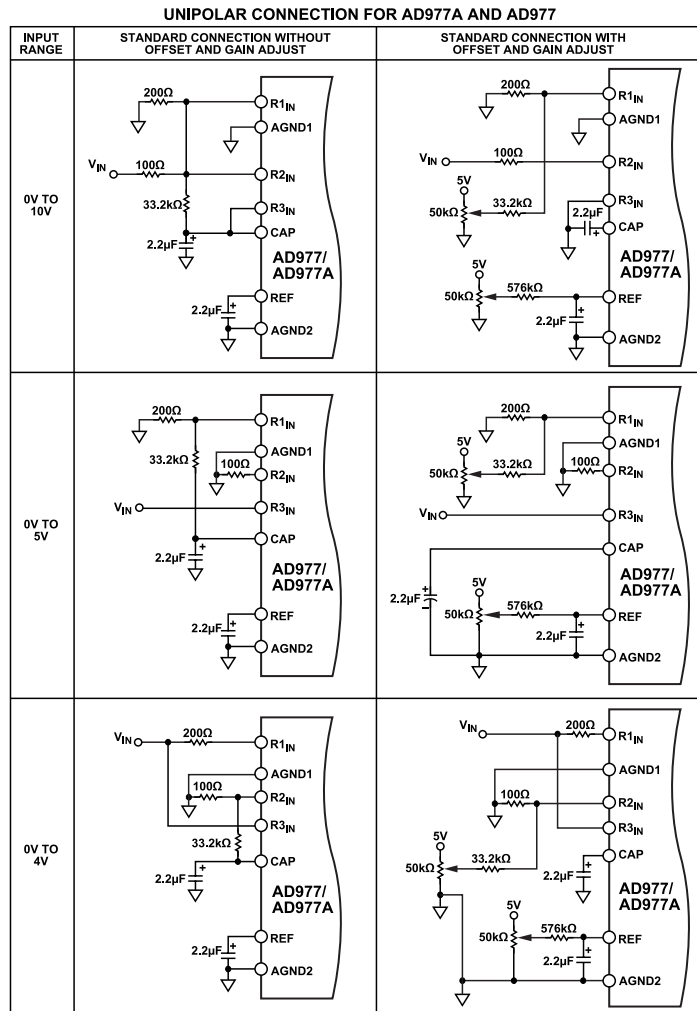 UNIPOLAR CONNECTION FOR AD977A AND AD977
INPUT
RANGE
STANDARD CONNECTION WITHOUT
OFFSET AND GAIN ADJUST
STANDARD CONNECTION WITH
OFFSET AND GAIN ADJUST
0V TO
10V
200Ω
R1IN
AGND1
VIN
100Ω
R2IN
33.2kΩ
R3IN
CAP
2.2µF
+
AD977/
AD977A
REF
2.2µF
+
AGND2
200Ω
R1IN
AGND1
100Ω
VIN
R2IN
5V
R3IN
50kΩ
33.2kΩ
2.2µF
+
CAP
AD977/
AD977A
5V
576kΩ
50kΩ
REF
2.2µF
+
AGND2
0V TO
5V
200Ω
R1IN
AGND1
33.2kΩ
100Ω
R2IN
VIN
R3IN
CAP
+
2.2µF
AD977/
AD977A
REF
2.2µF
+
AGND2
200Ω
R1IN
5V
AGND1
33.2kΩ
100Ω
50kΩ
R2IN
VIN
R3IN
CAP
AD977/
AD977A
+
2.2µF
5V
576kΩ
50kΩ
REF
2.2µF
+
AGND2
0V TO
4V
VIN
200Ω
R1IN
AGND1
100Ω
R2IN
R3IN
33.2kΩ
CAP
2.2µF
+
AD977/
AD977A
REF
2.2µF
+
AGND2
VIN
200Ω
R1IN
AGND1
100Ω
R2IN
R3IN
5V
33.2kΩ
CAP
50kΩ
2.2µF
+
AD977/
AD977A
5V
576kΩ
50kΩ
REF
2.2µF
+
AGND2